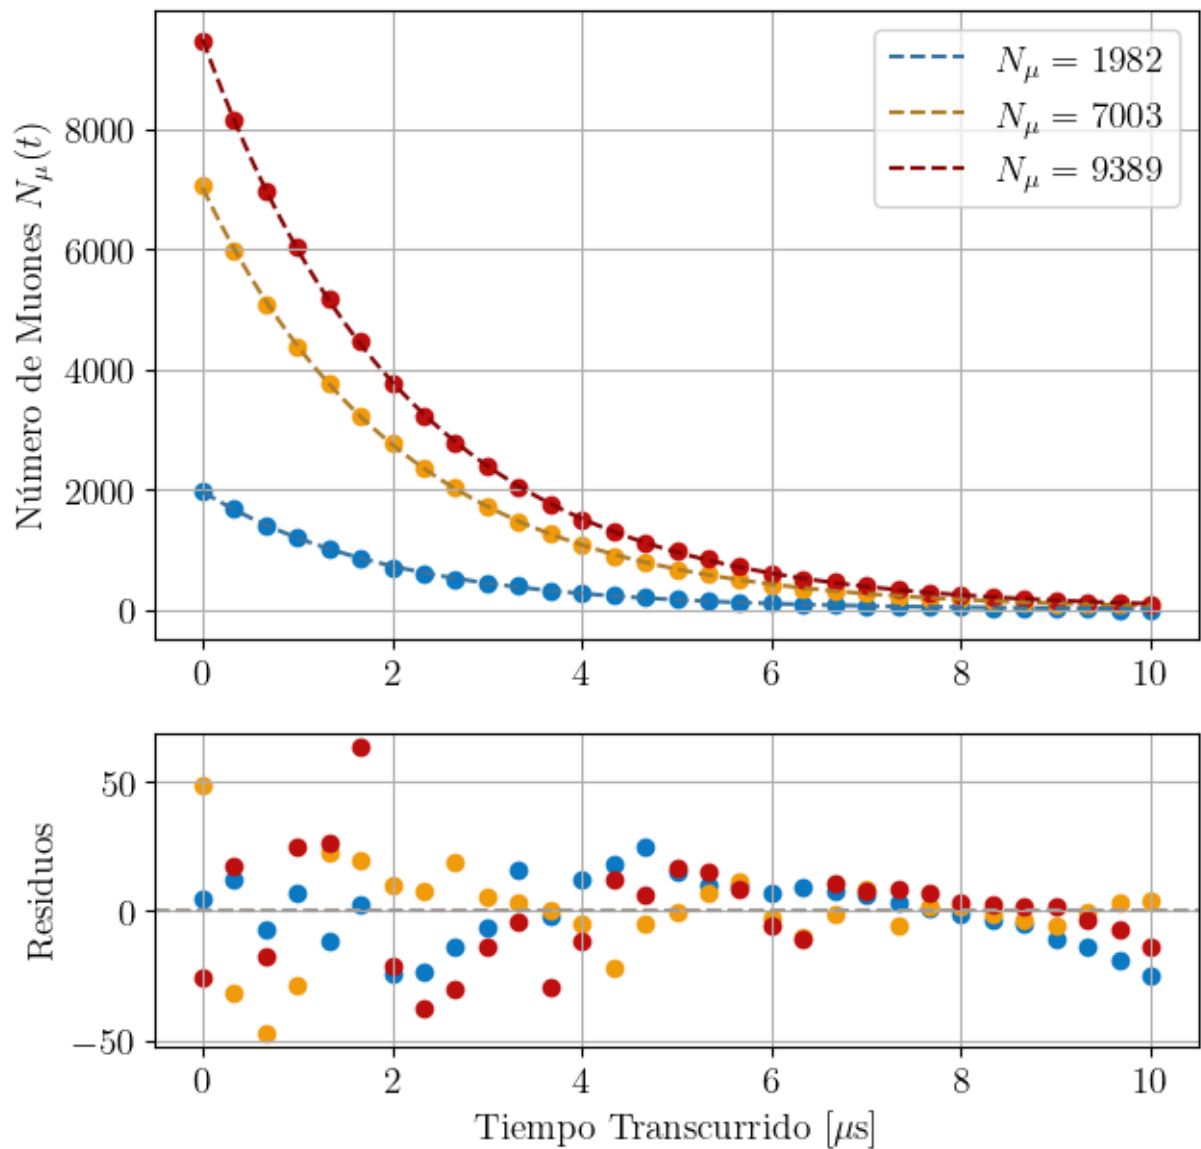 Número de Muones $N_\mu(t)$
$N_\mu = 1982$
$N_\mu = 7003$
$N_\mu = 9389$
8000
6000
4000
2000
0
0 2 4 6 8 10
Residuos
50
0
−50
0 2 4 6 8 10
Tiempo Transcurrido [$\mu$s]